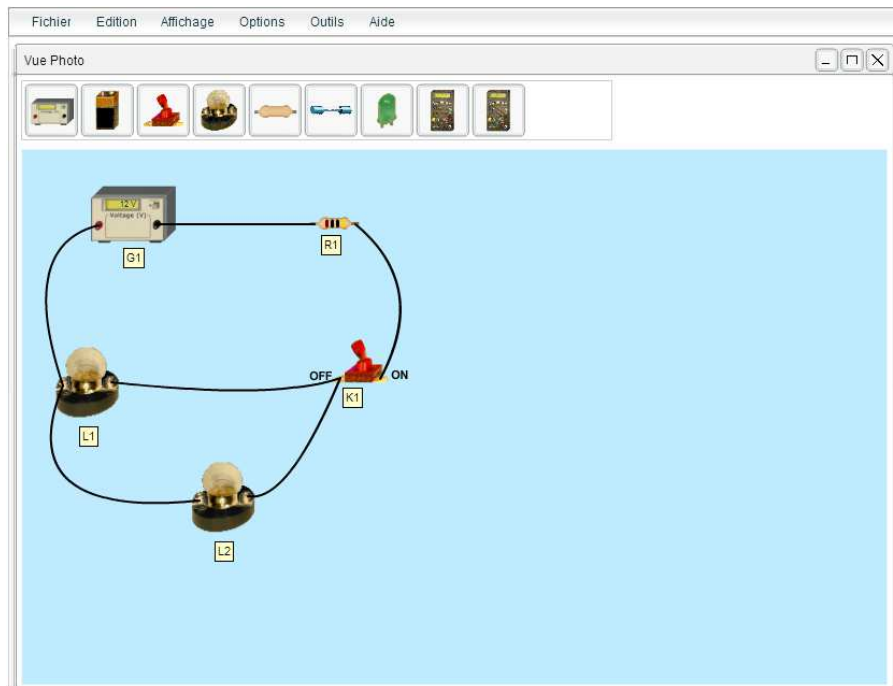 Fichier Edition Affichage Options Outils Aide
Vue Photo
12 V
Voltage (V)
G1
R1
OFF
ON
K1
L1
L2